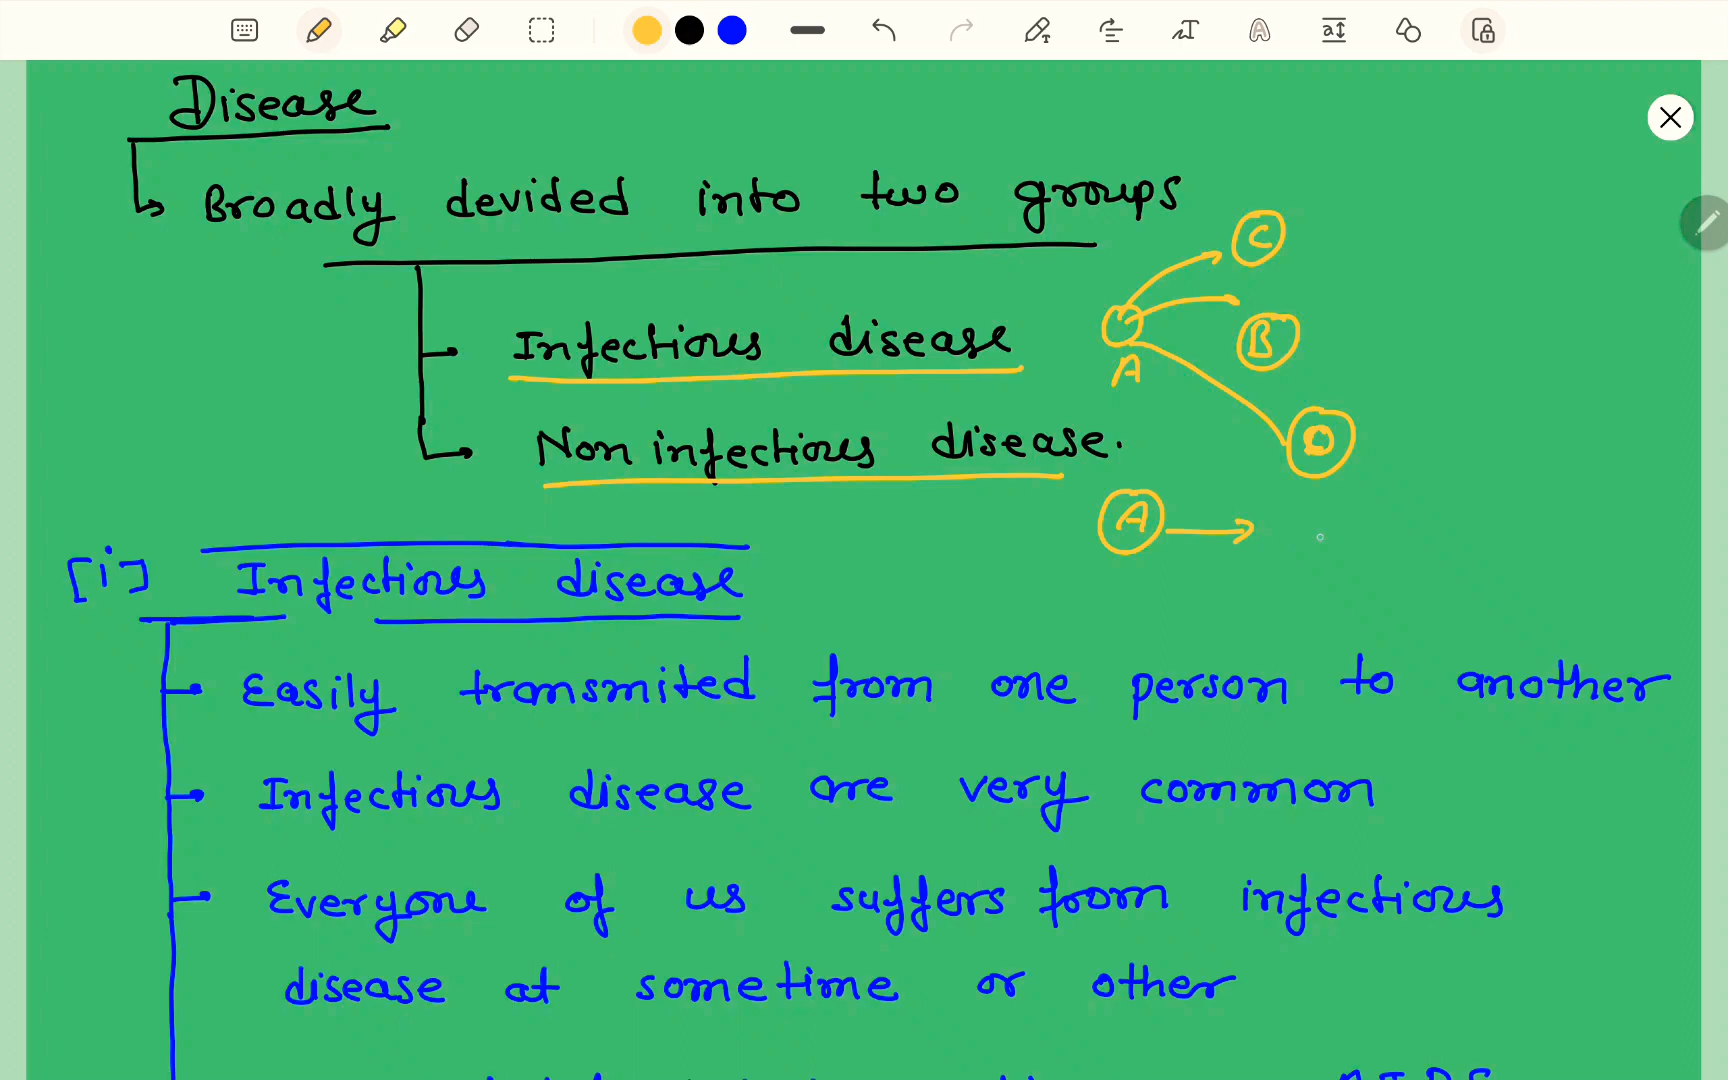 Disease
Broadly devided into two groups
Infectious disease
Non infectious disease.
C
B
A
D
A
[i] Infectious disease
Easily transmited from one person to another
Infectious disease are very common
Everyone of us suffers from infectious
disease at sometime or other
AIDS